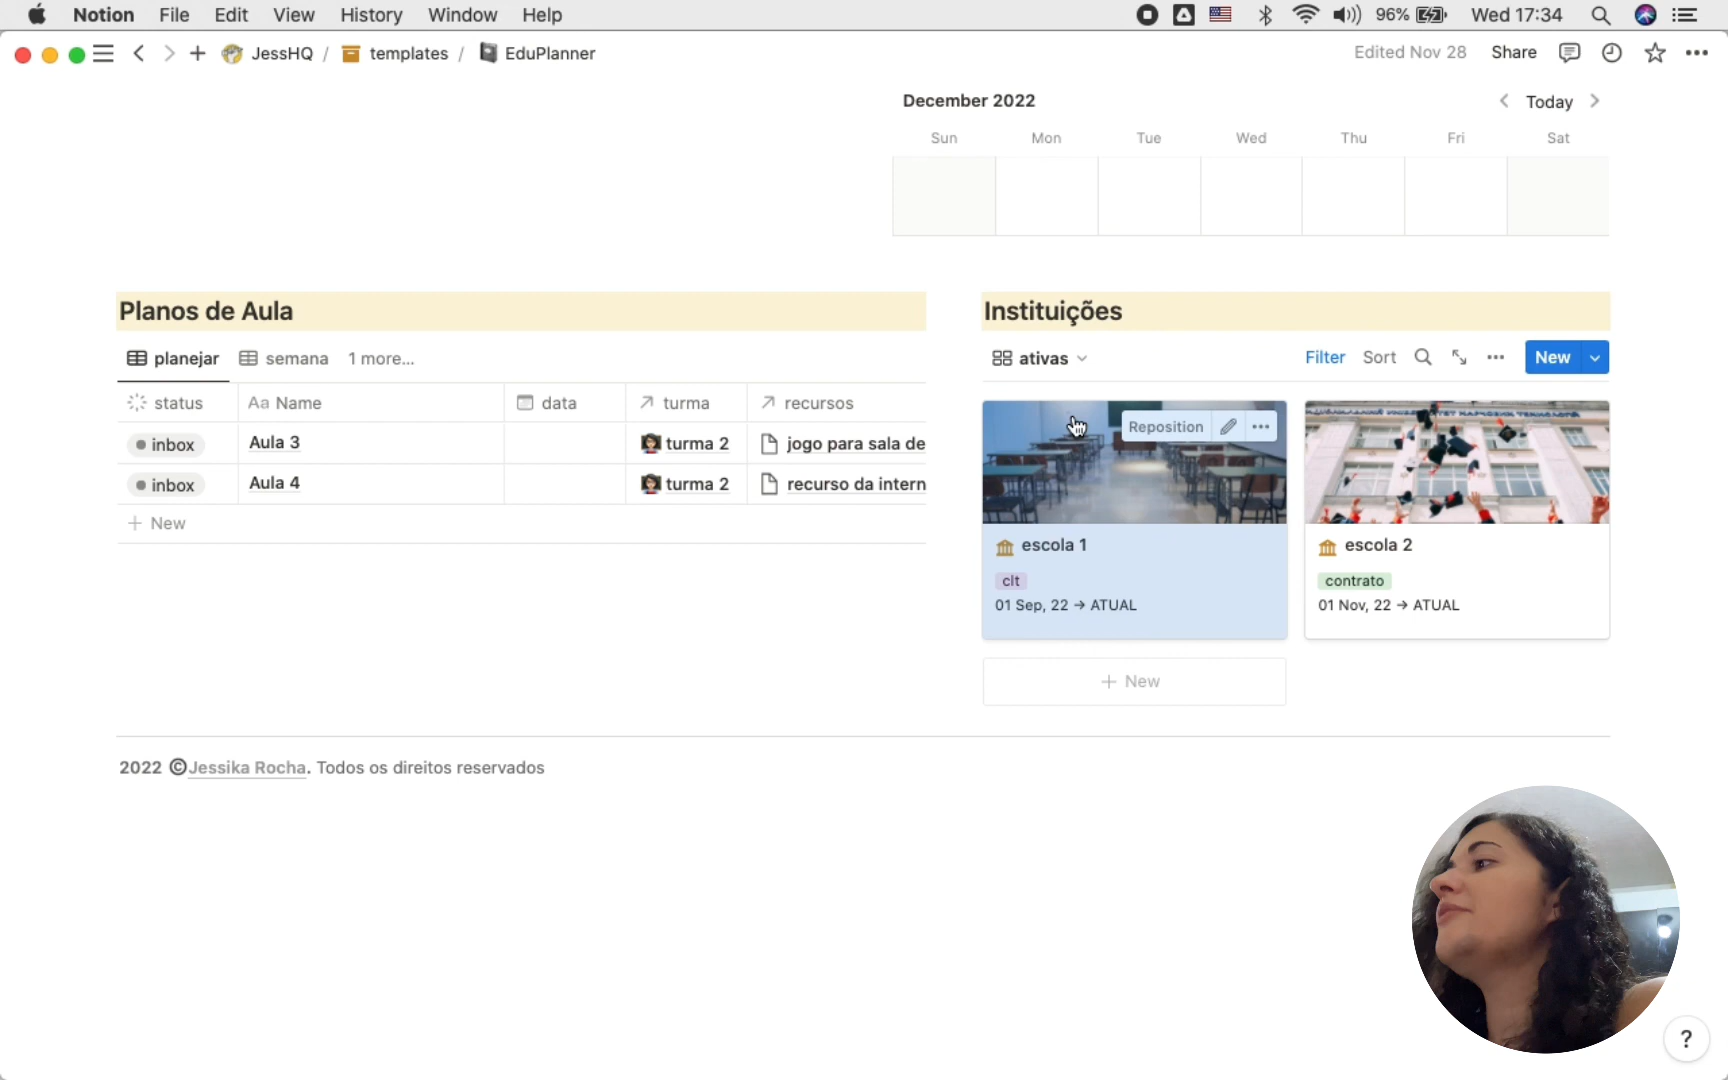 Notion File Edit View History Window Help 96% Wed 17:34
JessHQ / templates / EduPlanner Edited Nov 28 Share
December 2022 Today
Sun Mon Tue Wed Thu Fri Sat
Planos de Aula
planejar semana 1 more...
status Aa Name data turma recursos
inbox Aula 3 turma 2 jogo para sala de
inbox Aula 4 turma 2 recurso da intern
+ New
Instituições
ativas Filter Sort New
Reposition
escola 1
clt
01 Sep, 22 → ATUAL
escola 2
contrato
01 Nov, 22 → ATUAL
+ New
2022 ©Jessika Rocha. Todos os direitos reservados
?